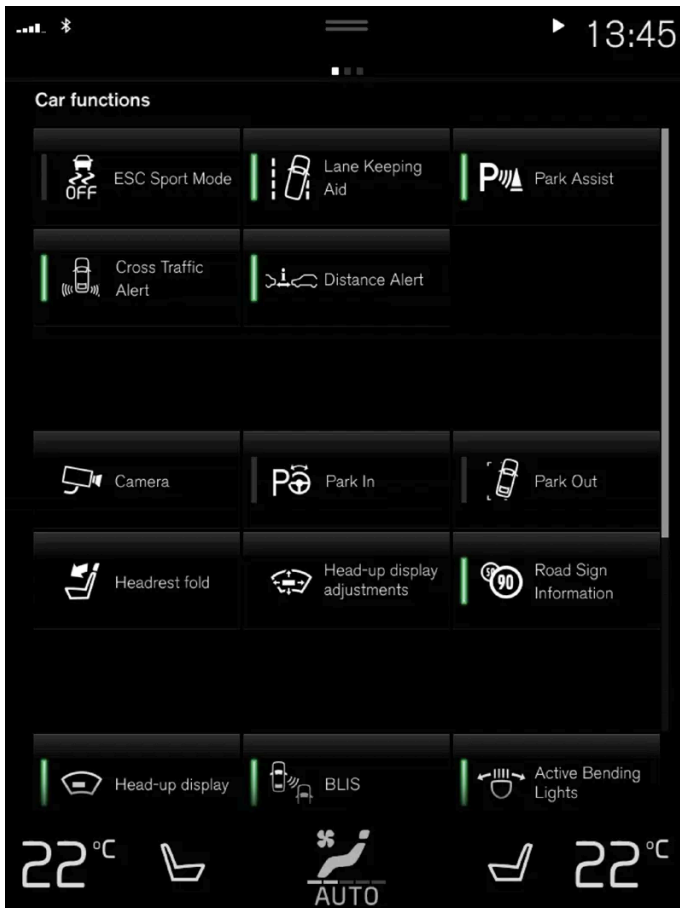 13:45
Car functions
OFF
ESC Sport Mode
Lane Keeping
Aid
P
Park Assist
Cross Traffic
Alert
Distance Alert
Camera
P
Park In
Park Out
Headrest fold
Head-up display
adjustments
50
90
Road Sign
Information
Head-up display
BLIS
Active Bending
Lights
22°C
AUTO
22°C